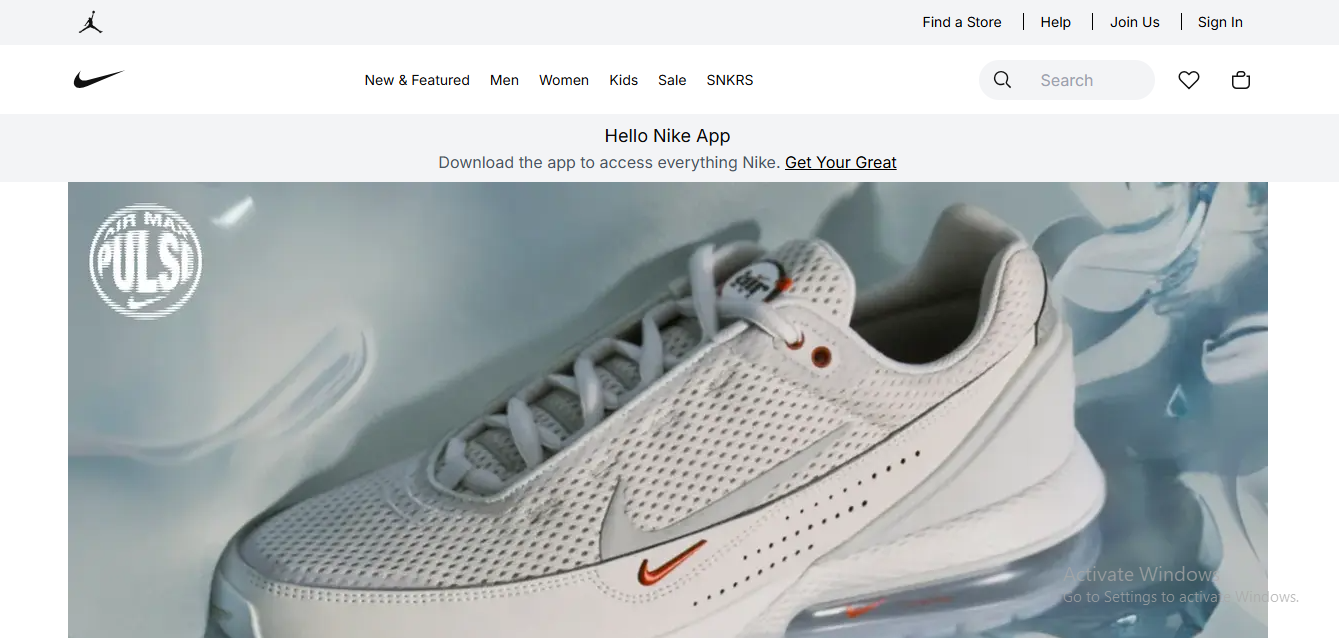 Find a Store
Help
Join Us
Sign In
New & Featured
Men
Women
Kids
Sale
SNKRS
Search
Hello Nike App
Download the app to access everything Nike. Get Your Great
AIR MAX
PULSE
air
Activate Windows
Go to Settings to activate Windows.